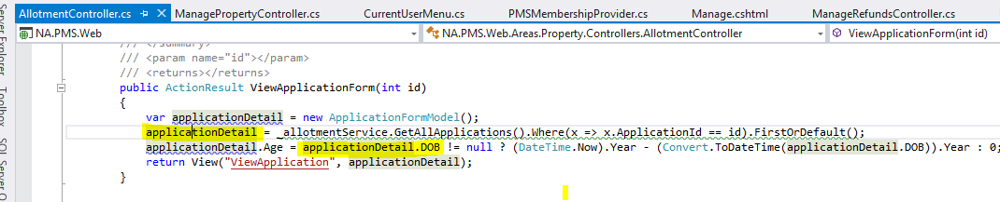 AllotmentController.cs ManagePropertyController.cs CurrentUserMenu.cs PMSMembershipProvider.cs Manage.cshtml ManageRefundsController.cs
NA.PMS.Web NA.PMS.Web.Areas.Property.Controllers.AllotmentController ViewApplicationForm(int id)
/// </summary>
/// <param name="id"></param>
/// <returns></returns>
public ActionResult ViewApplicationForm(int id)
{
var applicationDetail = new ApplicationFormModel();
applicationDetail = _allotmentService.GetAllApplications().Where(x => x.ApplicationId == id).FirstOrDefault();
applicationDetail.Age = applicationDetail.DOB != null ? (DateTime.Now).Year - (Convert.ToDateTime(applicationDetail.DOB)).Year : 0;
return View("ViewApplication", applicationDetail);
}
Server Explorer
Toolbox
SQL Server O